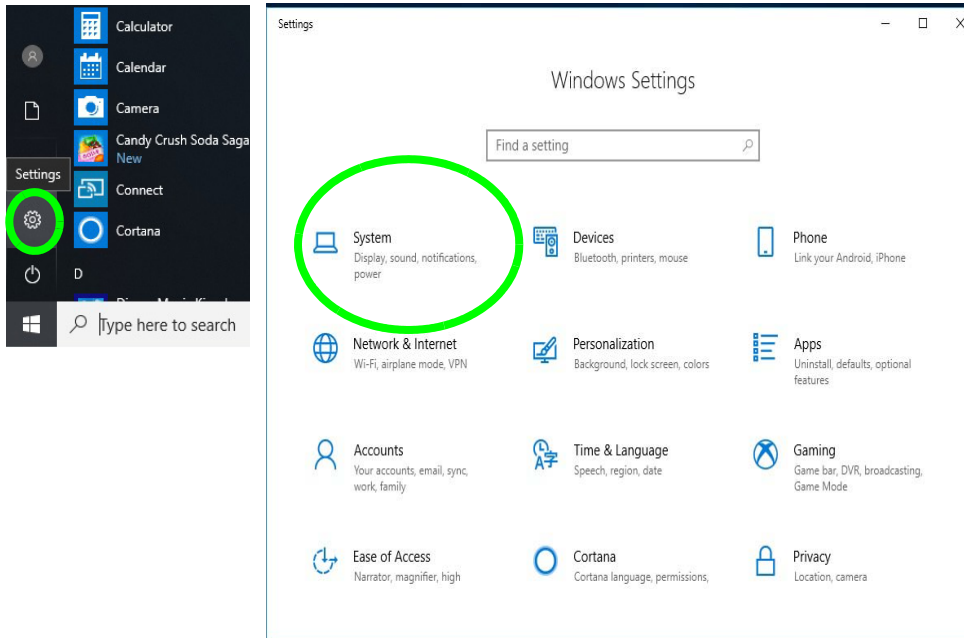 Calculator
Calendar
Camera
Candy Crush Soda Saga
New
Settings
Connect
Cortana
D
Type here to search
Settings
Windows Settings
Find a setting
System
Display, sound, notifications,
power
Devices
Bluetooth, printers, mouse
Phone
Link your Android, iPhone
Network & Internet
Wi-Fi, airplane mode, VPN
Personalization
Background, lock screen, colors
Apps
Uninstall, defaults, optional
features
Accounts
Your accounts, email, sync,
work, family
Time & Language
Speech, region, date
Gaming
Game bar, DVR, broadcasting,
Game Mode
Ease of Access
Narrator, magnifier, high
Cortana
Cortana language, permissions,
Privacy
Location, camera